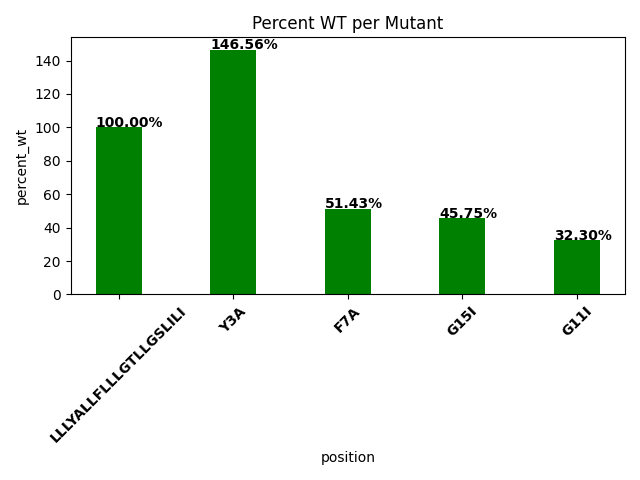 Percent WT per Mutant
146.56%
100.00%
51.43%
45.75%
32.30%
percent_wt
140
120
100
80
60
40
20
0
LLLYALLFLLLGTLLGSLILI
Y3A
F7A
G15I
G11I
position